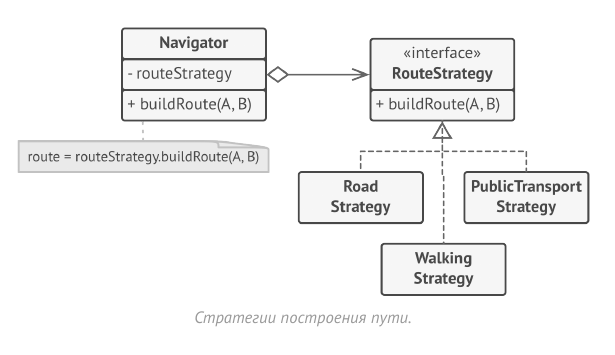 Navigator
- routeStrategy
+ buildRoute(A, B)
route = routeStrategy.buildRoute(A, B)
«interface»
RouteStrategy
+ buildRoute(A, B)
Road
Strategy
PublicTransport
Strategy
Walking
Strategy
Стратегии построения пути.